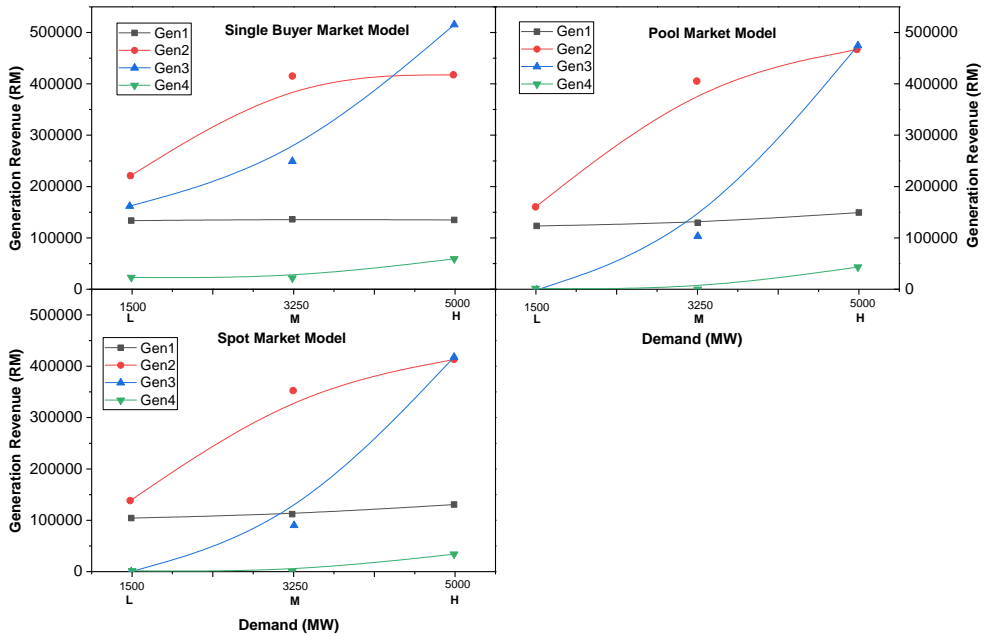 Single Buyer Market Model
Gen1
Gen2
Gen3
Gen4
Generation Revenue (RM)
500000
400000
300000
200000
100000
0
1500
3250
5000
L
M
H
Pool Market Model
Gen1
Gen2
Gen3
Gen4
500000
400000
300000
200000
100000
0
Generation Revenue (RM)
1500
3250
5000
L
M
H
Demand (MW)
Spot Market Model
Gen1
Gen2
Gen3
Gen4
Generation Revenue (RM)
500000
400000
300000
200000
100000
0
1500
3250
5000
L
M
H
Demand (MW)